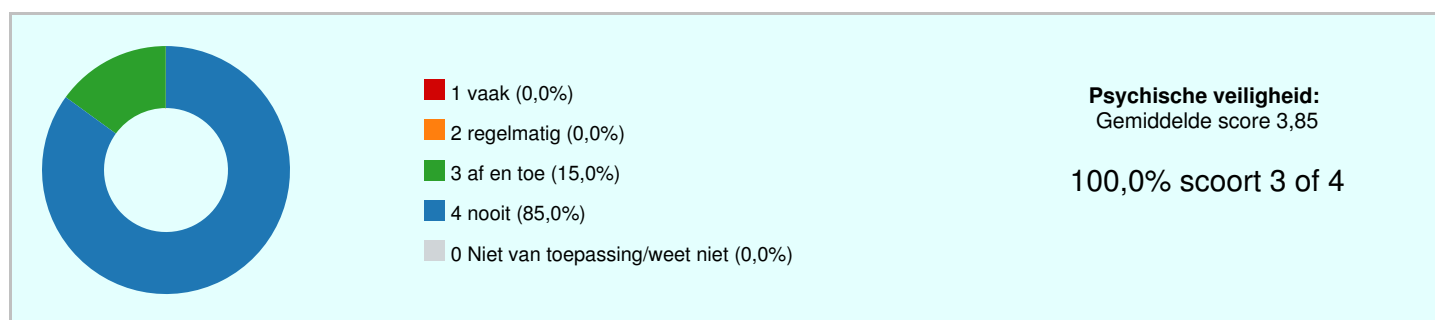 1 vaak (0,0%)
2 regelmatig (0,0%)
3 af en toe (15,0%)
4 nooit (85,0%)
0 Niet van toepassing/weet niet (0,0%)
Psychische veiligheid:
Gemiddelde score 3,85
100,0% scoort 3 of 4